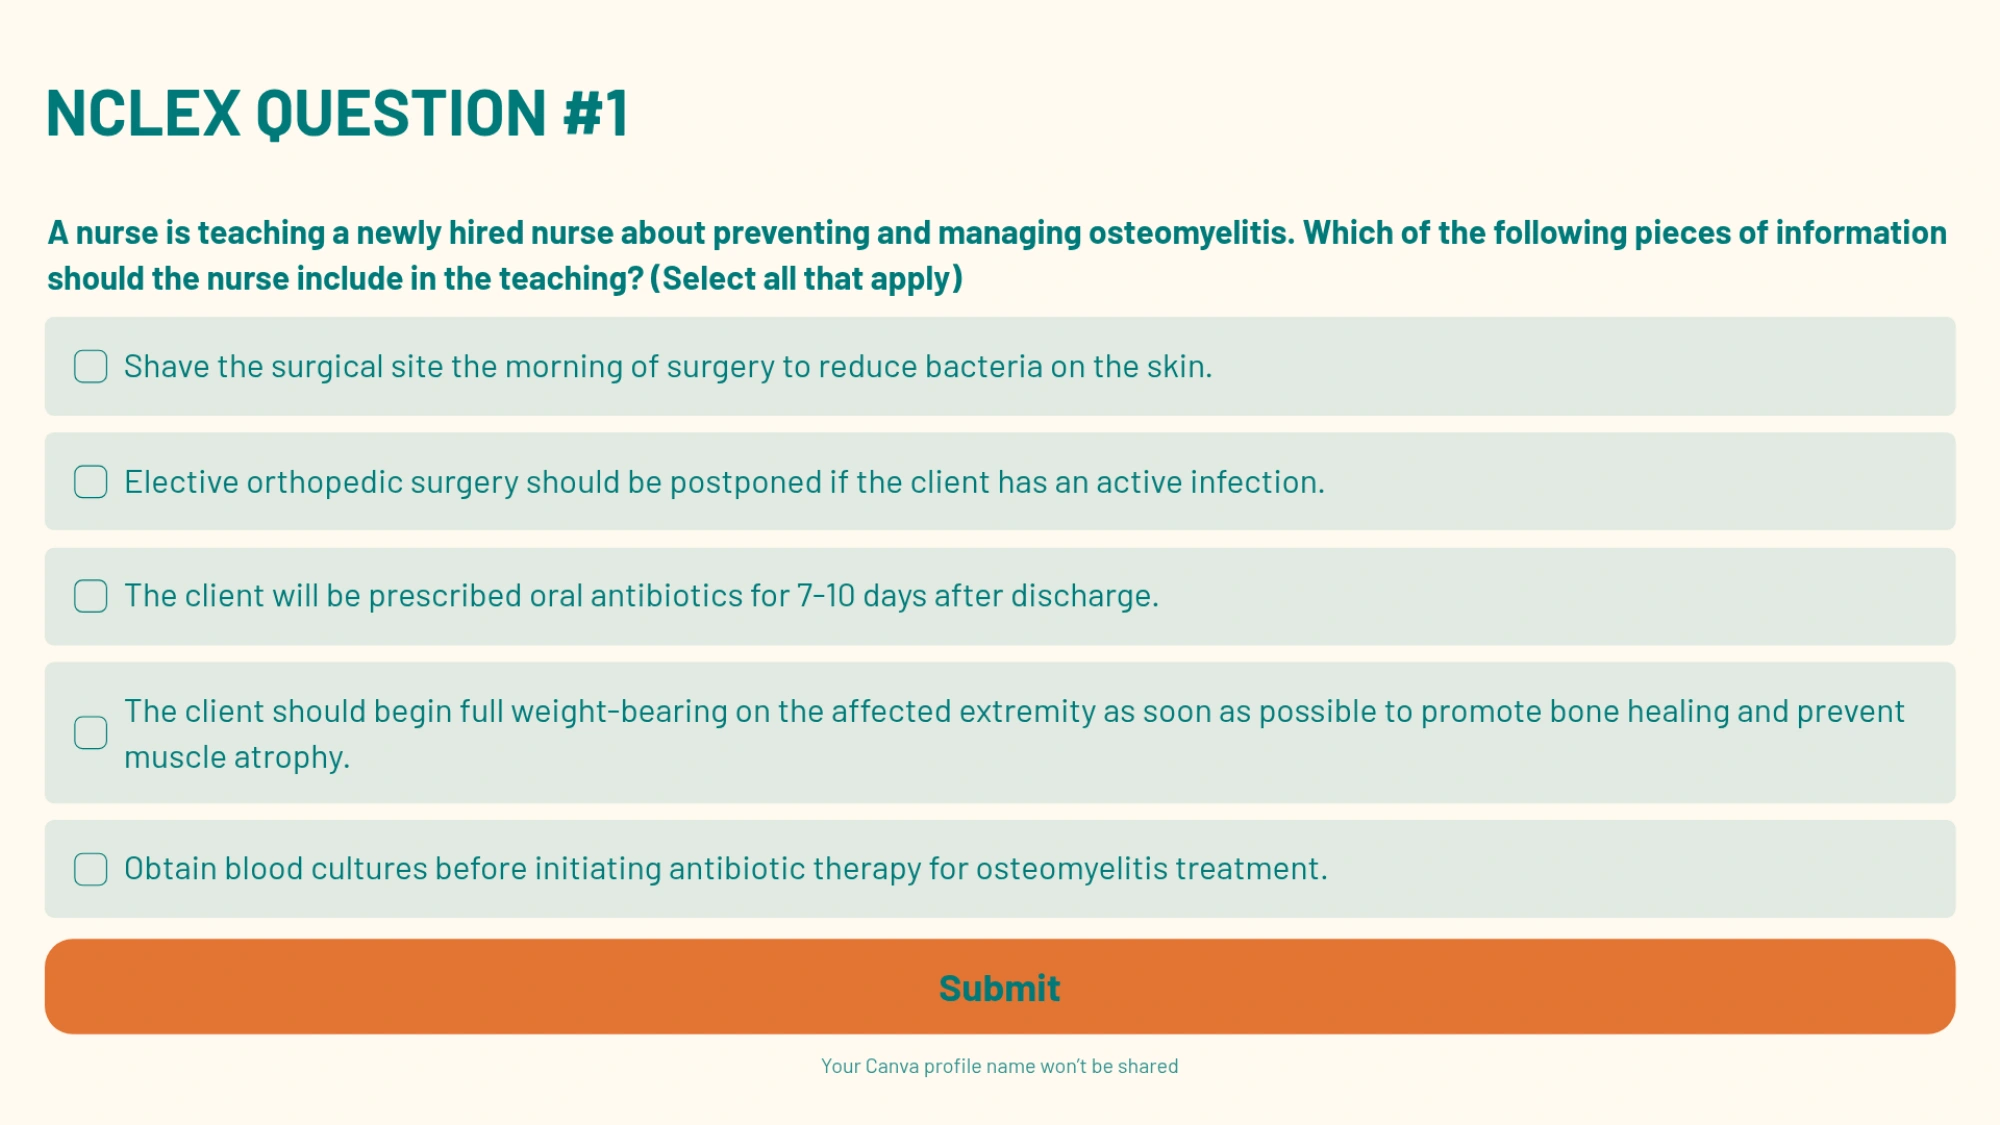 NCLEX QUESTION #1
A nurse is teaching a newly hired nurse about preventing and managing osteomyelitis. Which of the following pieces of information
should the nurse include in the teaching? (Select all that apply)
Shave the surgical site the morning of surgery to reduce bacteria on the skin.
Elective orthopedic surgery should be postponed if the client has an active infection.
The client will be prescribed oral antibiotics for 7-10 days after discharge.
The client should begin full weight-bearing on the affected extremity as soon as possible to promote bone healing and prevent
muscle atrophy.
Obtain blood cultures before initiating antibiotic therapy for osteomyelitis treatment.
Submit
Your Canva profile name won’t be shared